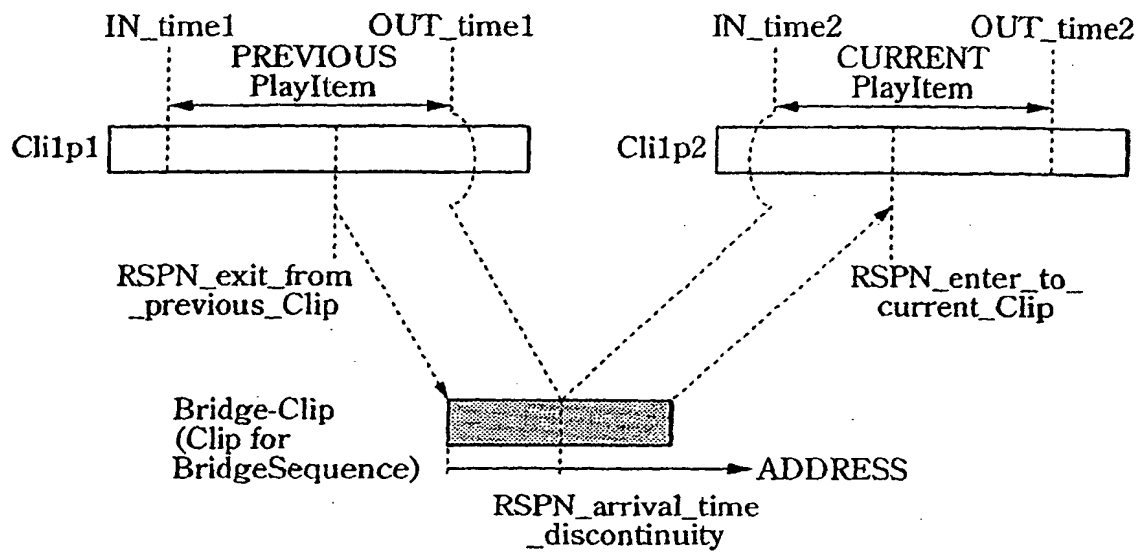 IN_time1
OUT_time1
PREVIOUS
PlayItem
Cli1p1
RSPN_exit_from
_previous_Clip
IN_time2
OUT_time2
CURRENT
PlayItem
Cli1p2
RSPN_enter_to_
current_Clip
Bridge-Clip
(Clip for
BridgeSequence)
ADDRESS
RSPN_arrival_time
_discontinuity